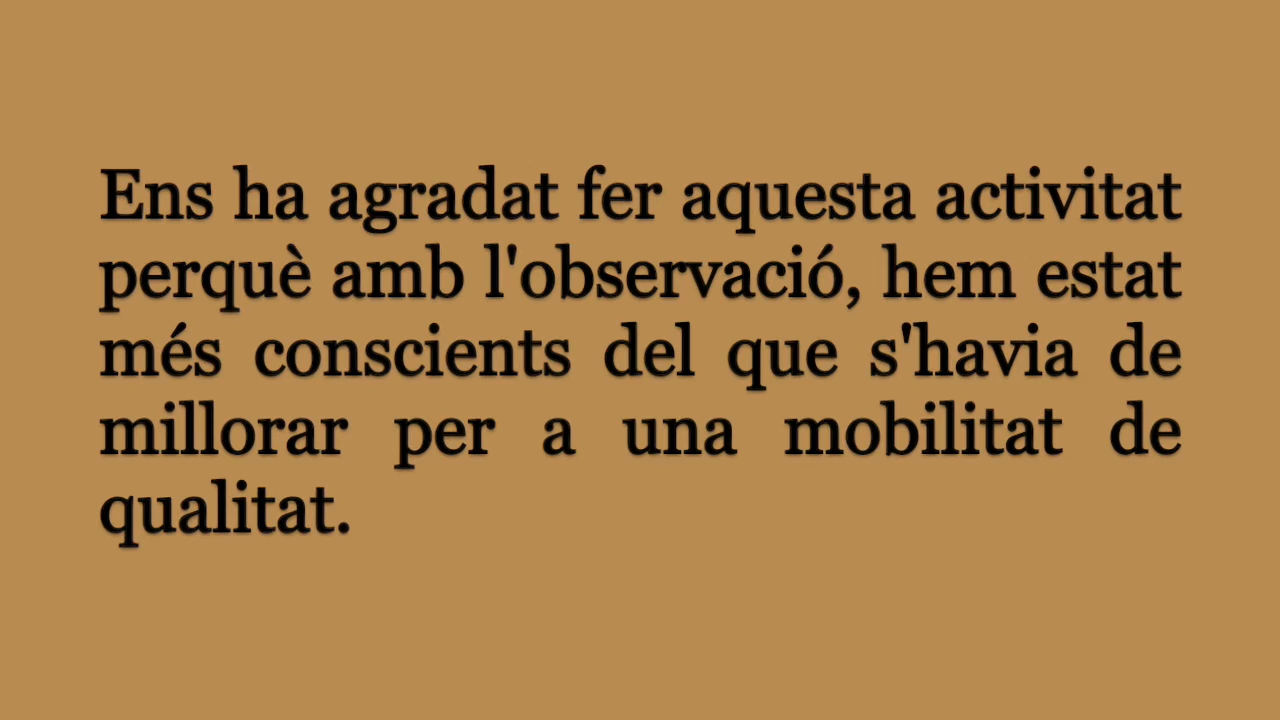 Ens ha agradat fer aquesta activitat
perquè amb l'observació, hem estat
més conscients del que s'havia de
millorar per a una mobilitat de
qualitat.